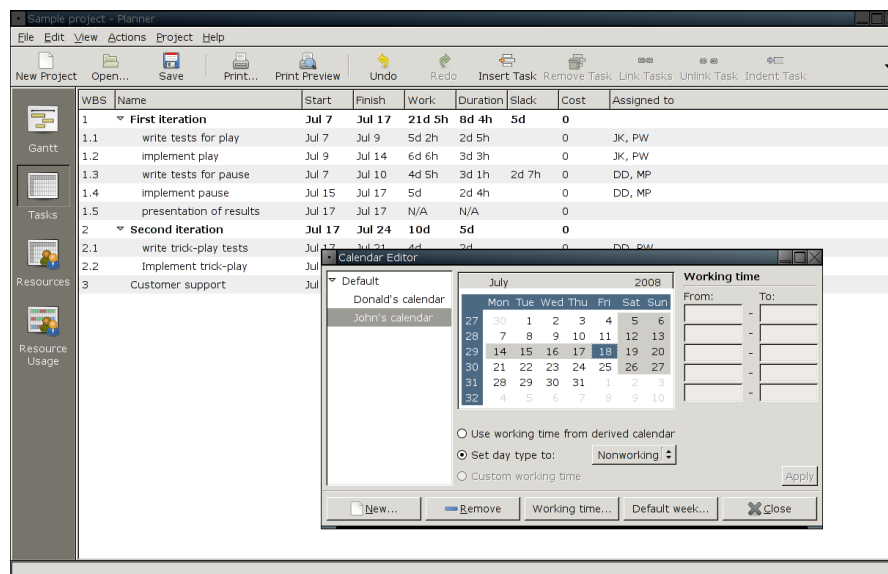 Sample project - Planner
File Edit View Actions Project Help
New Project Open... Save Print... Print Preview Undo Redo Insert Task Remove Task Link Tasks Unlink Task Indent Task
WBS Name Start Finish Work Duration Slack Cost Assigned to
1 First iteration Jul 7 Jul 17 21d 5h 8d 4h 5d 0
1.1 write tests for play Jul 7 Jul 9 5d 2h 2d 5h 0 JK, PW
1.2 implement play Jul 9 Jul 14 6d 6h 3d 3h 0 JK, PW
1.3 write tests for pause Jul 7 Jul 10 4d 5h 3d 1h 2d 7h 0 DD, MP
1.4 implement pause Jul 15 Jul 17 5d 2d 4h 0 DD, MP
1.5 presentation of results Jul 17 Jul 17 N/A N/A 0
2 Second iteration Jul 17 Jul 24 10d 5d 0
2.1 write trick-play tests Jul 17 Jul 21 4d 2d 0 DD, PW
2.2 Implement trick-play Jul
3 Customer support Jul
Gantt
Tasks
Resources
Resource
Usage
Calendar Editor
Default
Donald's calendar
John's calendar
July 2008
Mon Tue Wed Thu Fri Sat Sun
27 30 1 2 3 4 5 6
28 7 8 9 10 11 12 13
29 14 15 16 17 18 19 20
30 21 22 23 24 25 26 27
31 28 29 30 31 1 2 3
32 4 5 6 7 8 9 10
Working time
From: To:
-
-
-
-
-
Use working time from derived calendar
Set day type to: Nonworking
Custom working time
Apply
New... Remove Working time... Default week... Close